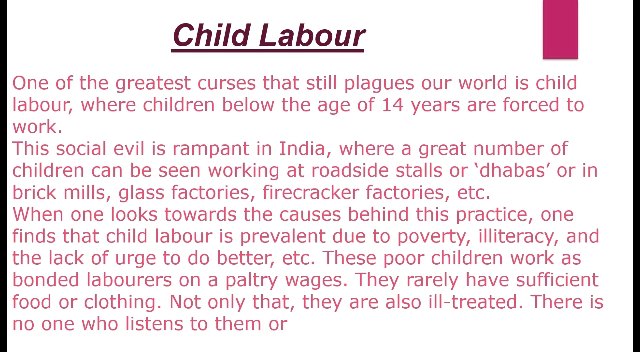 Child Labour
One of the greatest curses that still plagues our world is child
labour, where children below the age of 14 years are forced to
work.
This social evil is rampant in India, where a great number of
children can be seen working at roadside stalls or ‘dhabas’ or in
brick mills, glass factories, firecracker factories, etc.
When one looks towards the causes behind this practice, one
finds that child labour is prevalent due to poverty, illiteracy, and
the lack of urge to do better, etc. These poor children work as
bonded labourers on a paltry wages. They rarely have sufficient
food or clothing. Not only that, they are also ill-treated. There is
no one who listens to them or